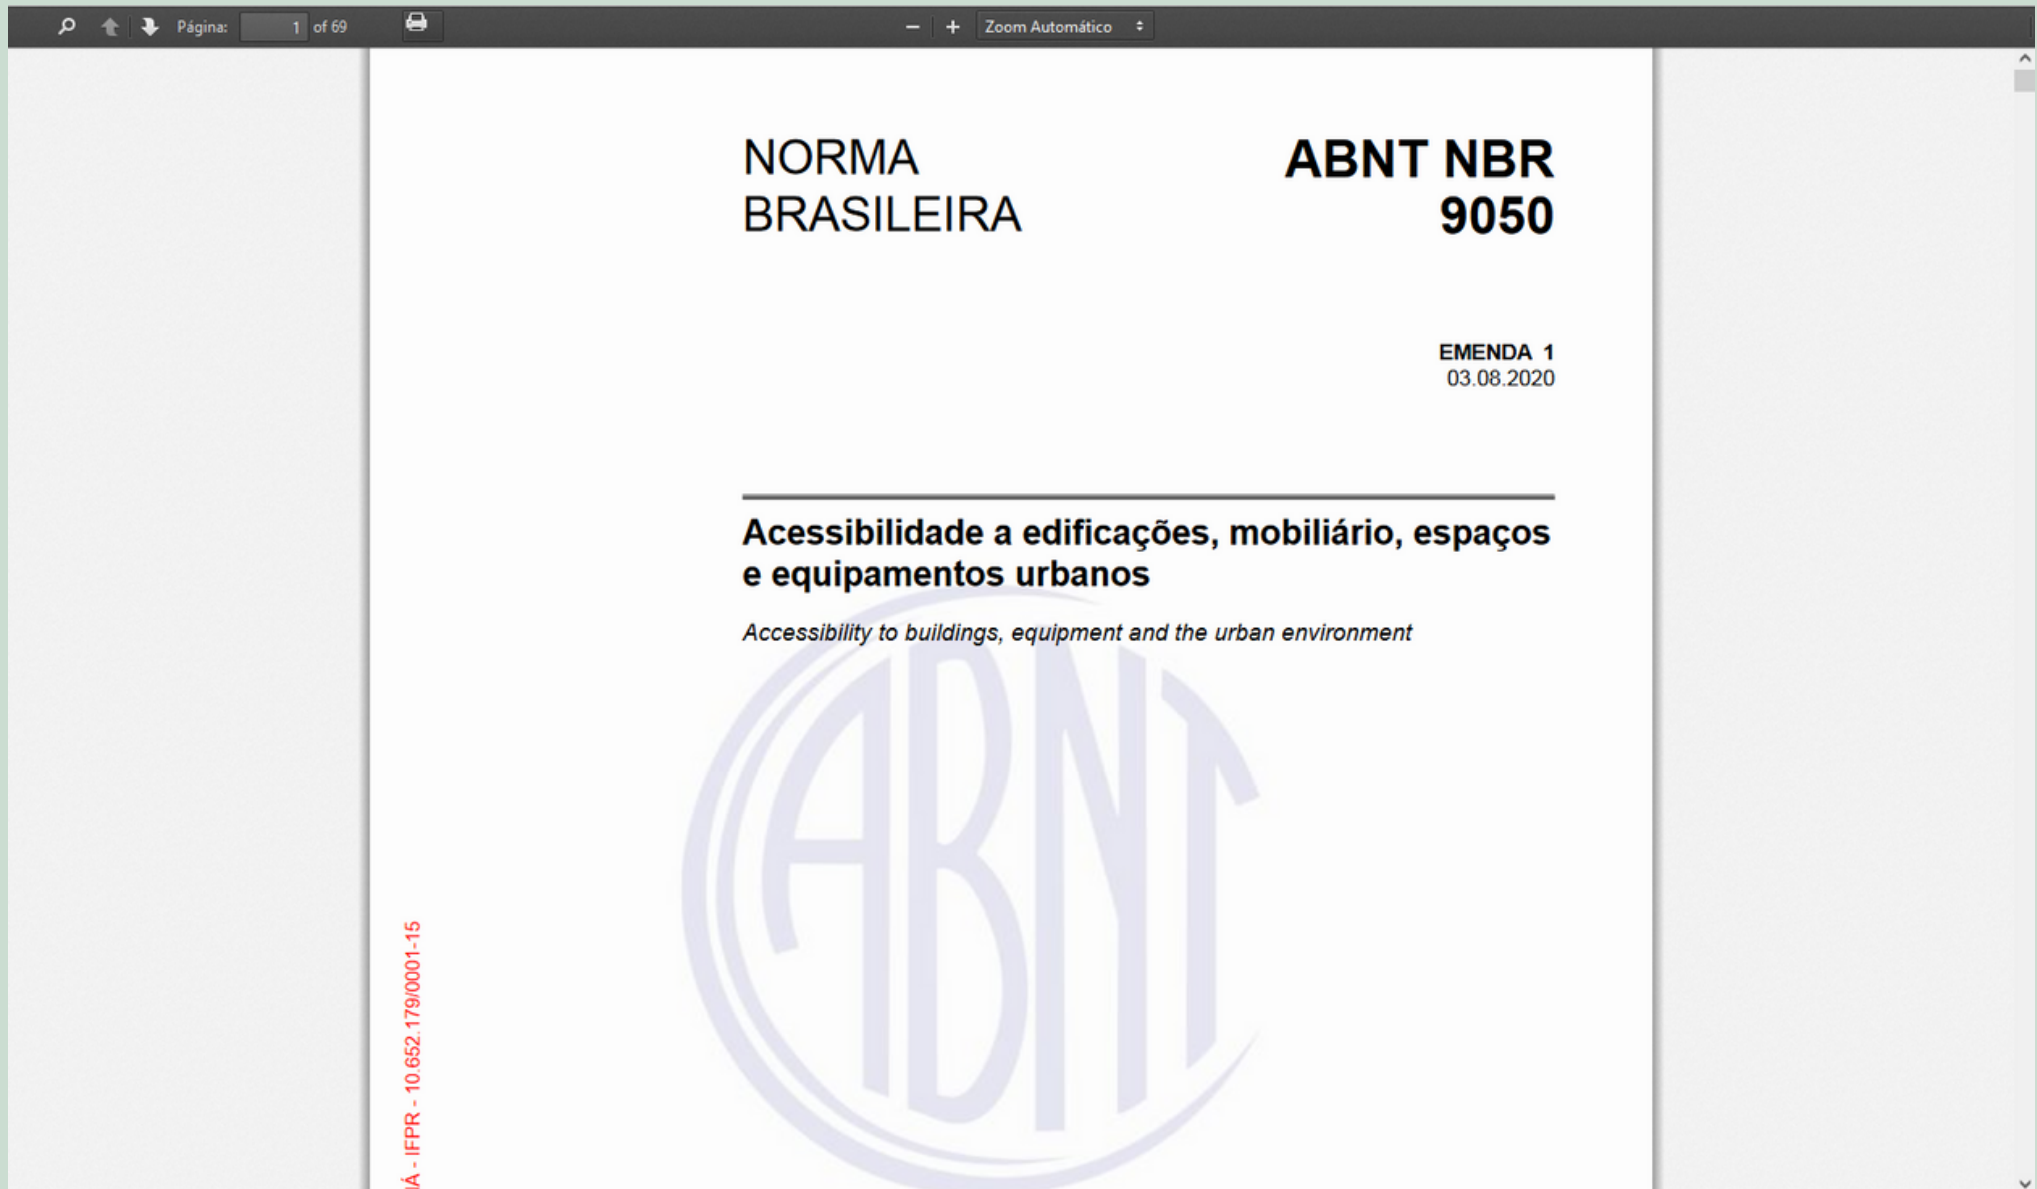 Página: 1 of 69
Zoom Automático
NORMA
BRASILEIRA
ABNT NBR
9050
EMENDA 1
03.08.2020
Acessibilidade a edificações, mobiliário, espaços
e equipamentos urbanos
Accessibility to buildings, equipment and the urban environment
ABNT
Á - IFPR - 10.652.179/0001-15